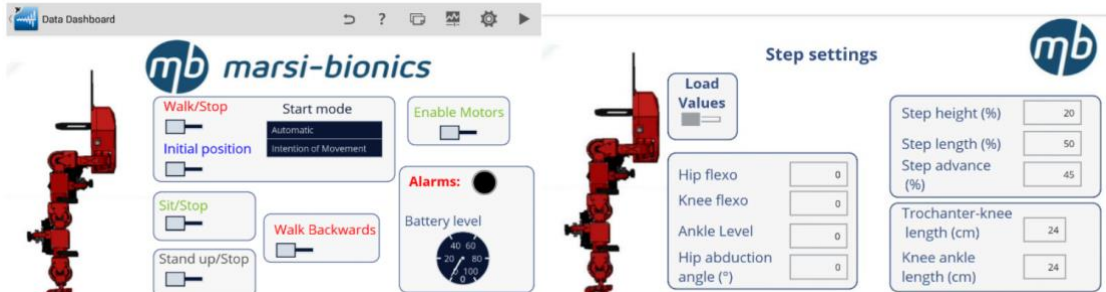 Data Dashboard
?
mb marsi-bionics
Walk/Stop
Initial position
Start mode
Automatic
Intention of Movement
Enable Motors
Sit/Stop
Walk Backwards
Stand up/Stop
Alarms:
Battery level
40 60
20 80
0 100
0
mb
Step settings
Load
Values
Hip flexo 0
Knee flexo 0
Ankle Level 0
Hip abduction
angle (°) 0
Step height (%) 20
Step length (%) 50
Step advance
(%) 45
Trochanter-knee
length (cm) 24
Knee ankle
length (cm) 24